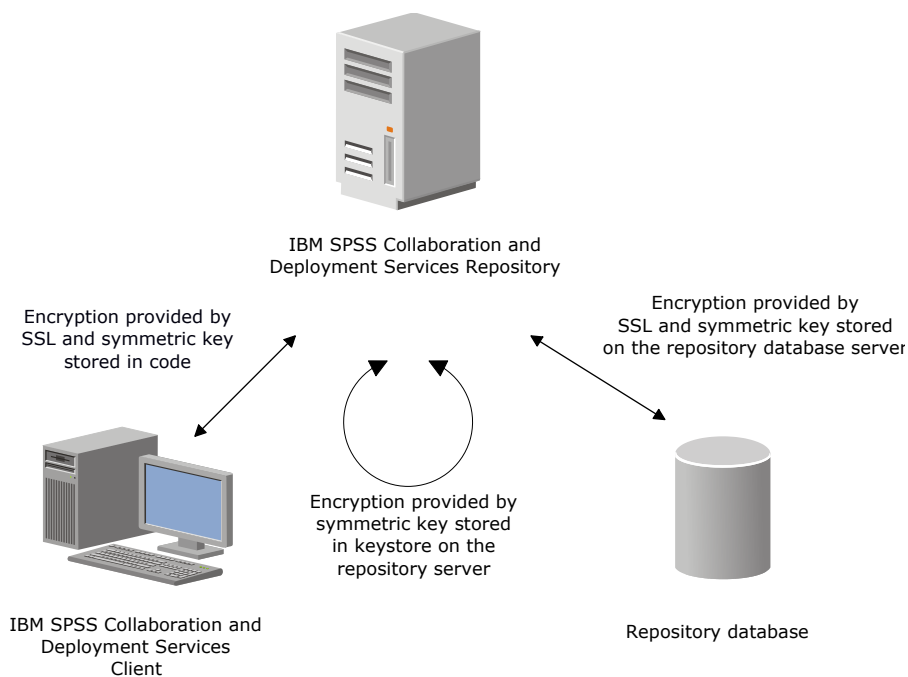 IBM SPSS Collaboration and
Deployment Services Repository
Encryption provided by
SSL and symmetric key
stored in code
Encryption provided by
SSL and symmetric key stored
on the repository database server
Encryption provided by
symmetric key stored
in keystore on the
repository server
IBM SPSS Collaboration and
Deployment Services
Client
Repository database